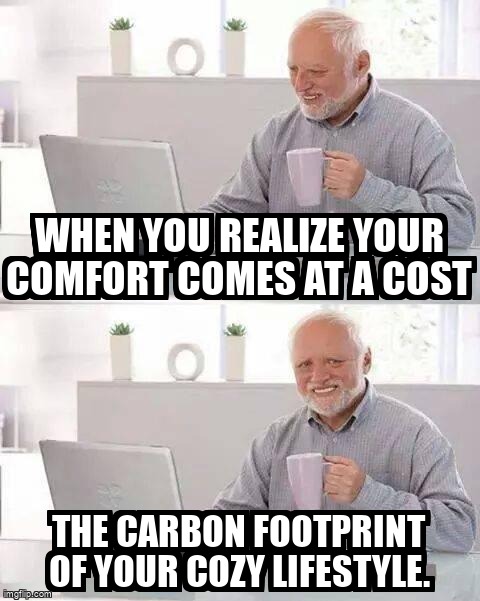 WHEN YOU REALIZE YOUR
COMFORT COMES AT A COST
THE CARBON FOOTPRINT
OF YOUR COZY LIFESTYLE.
imgflip.com